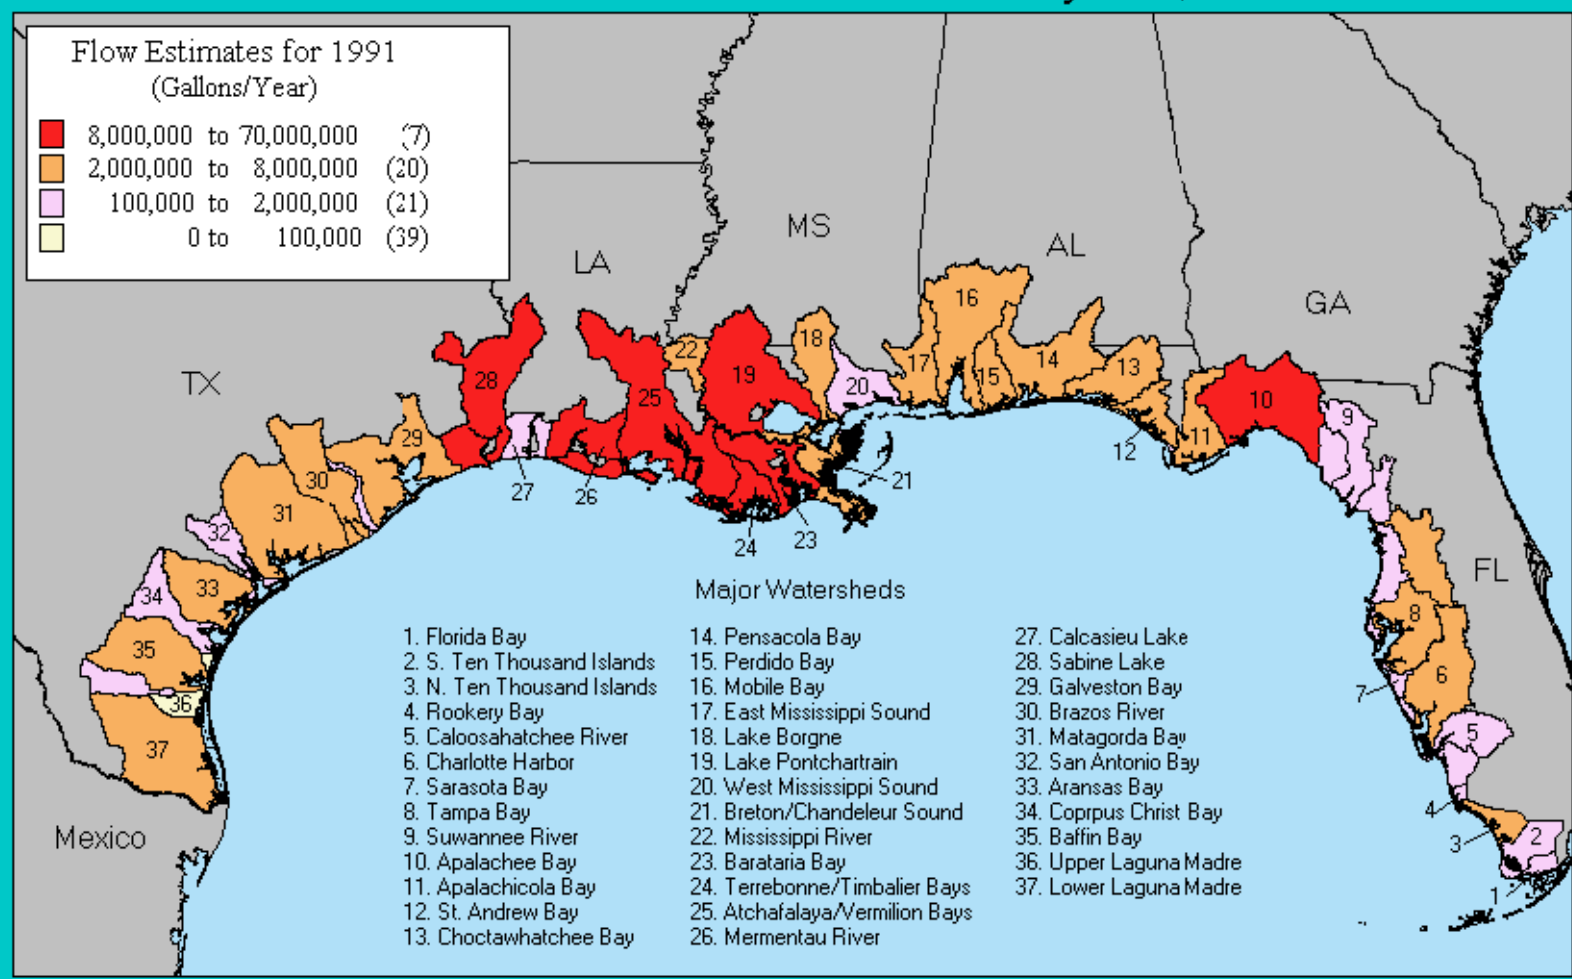 Flow Estimates for 1991
(Gallons/Year)
8,000,000 to 70,000,000 (7)
2,000,000 to 8,000,000 (20)
100,000 to 2,000,000 (21)
0 to 100,000 (39)
MS
AL
LA
GA
TX
FL
Mexico
16
18
22
17
14
15
13
19
20
28
25
10
9
29
11
12
30
27
26
21
31
32
24
23
33
34
35
36
37
8
7
6
5
4
3
2
1
Major Watersheds
1. Florida Bay
2. S. Ten Thousand Islands
3. N. Ten Thousand Islands
4. Rookery Bay
5. Caloosahatchee River
6. Charlotte Harbor
7. Sarasota Bay
8. Tampa Bay
9. Suwannee River
10. Apalachee Bay
11. Apalachicola Bay
12. St. Andrew Bay
13. Choctawhatchee Bay
14. Pensacola Bay
15. Perdido Bay
16. Mobile Bay
17. East Mississippi Sound
18. Lake Borgne
19. Lake Pontchartrain
20. West Mississippi Sound
21. Breton/Chandeleur Sound
22. Mississippi River
23. Barataria Bay
24. Terrebonne/Timbalier Bays
25. Atchafalaya/Vermilion Bays
26. Mermentau River
27. Calcasieu Lake
28. Sabine Lake
29. Galveston Bay
30. Brazos River
31. Matagorda Bay
32. San Antonio Bay
33. Aransas Bay
34. Coprpus Christ Bay
35. Baffin Bay
36. Upper Laguna Madre
37. Lower Laguna Madre